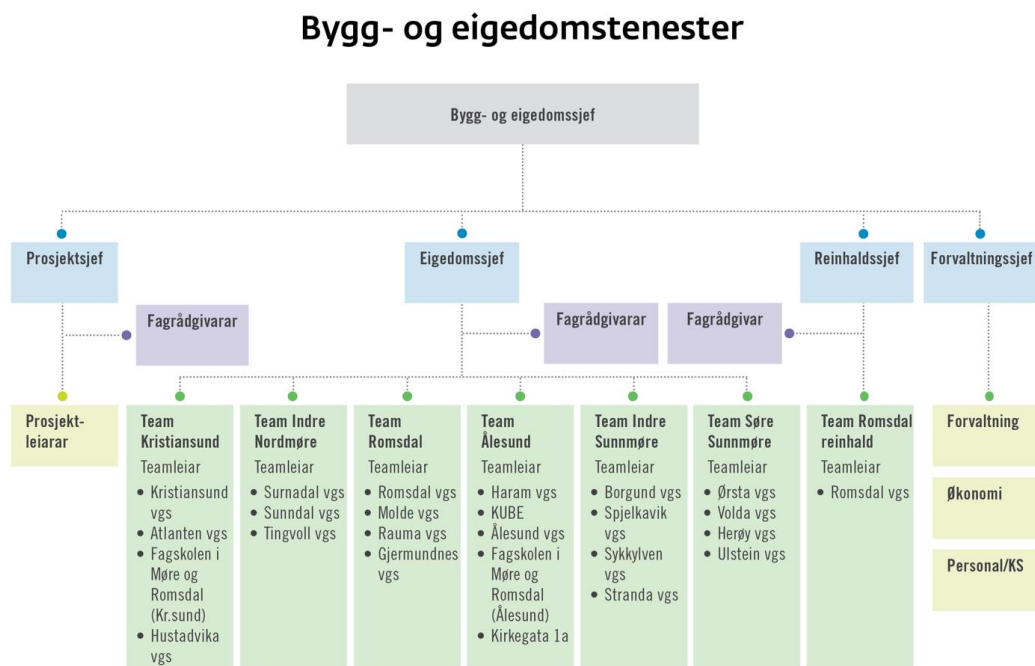 Bygg- og eigedomstenester
Bygg- og eigedomssjef
Prosjektsjef
Eigedomssjef
Reinhaldssjef
Forvaltningssjef
Fagrådgivarar
Fagrådgivarar
Fagrådgivar
Prosjekt-
leiarar
Team
Kristiansund
Teamleiar
• Kristiansund
vgs
• Atlanten vgs
• Fagskolen i
Møre og
Romsdal
(Kr.sund)
• Hustadvika
vgs
Team Indre
Nordmøre
Teamleiar
• Surnadal vgs
• Sunndal vgs
• Tingvoll vgs
Team
Romsdal
Teamleiar
• Romsdal vgs
• Molde vgs
• Rauma vgs
• Gjermundnes
vgs
Team
Ålesund
Teamleiar
• Haram vgs
• KUBE
• Ålesund vgs
• Fagskolen i
Møre og
Romsdal
(Ålesund)
• Kirkegata 1a
Team Indre
Sunnmøre
Teamleiar
• Borgund vgs
• Spjelkavik
vgs
• Sykkylven
vgs
• Stranda vgs
Team Søre
Sunnmøre
Teamleiar
• Ørsta vgs
• Volda vgs
• Herøy vgs
• Ulstein vgs
Team Romsdal
reinhald
Teamleiar
• Romsdal vgs
Forvaltning
Økonomi
Personal/KS